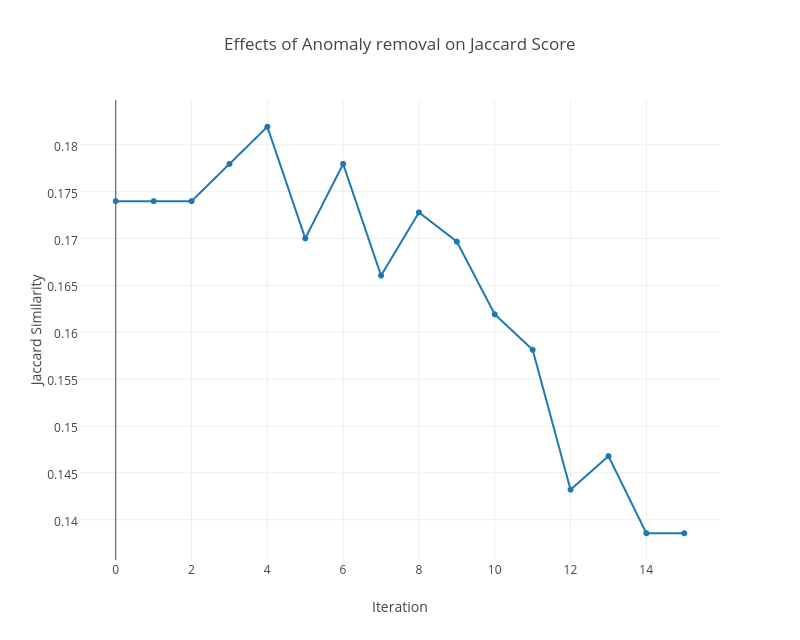 Effects of Anomaly removal on Jaccard Score
Jaccard Similarity
0.18
0.175
0.17
0.165
0.16
0.155
0.15
0.145
0.14
0 2 4 6 8 10 12 14
Iteration